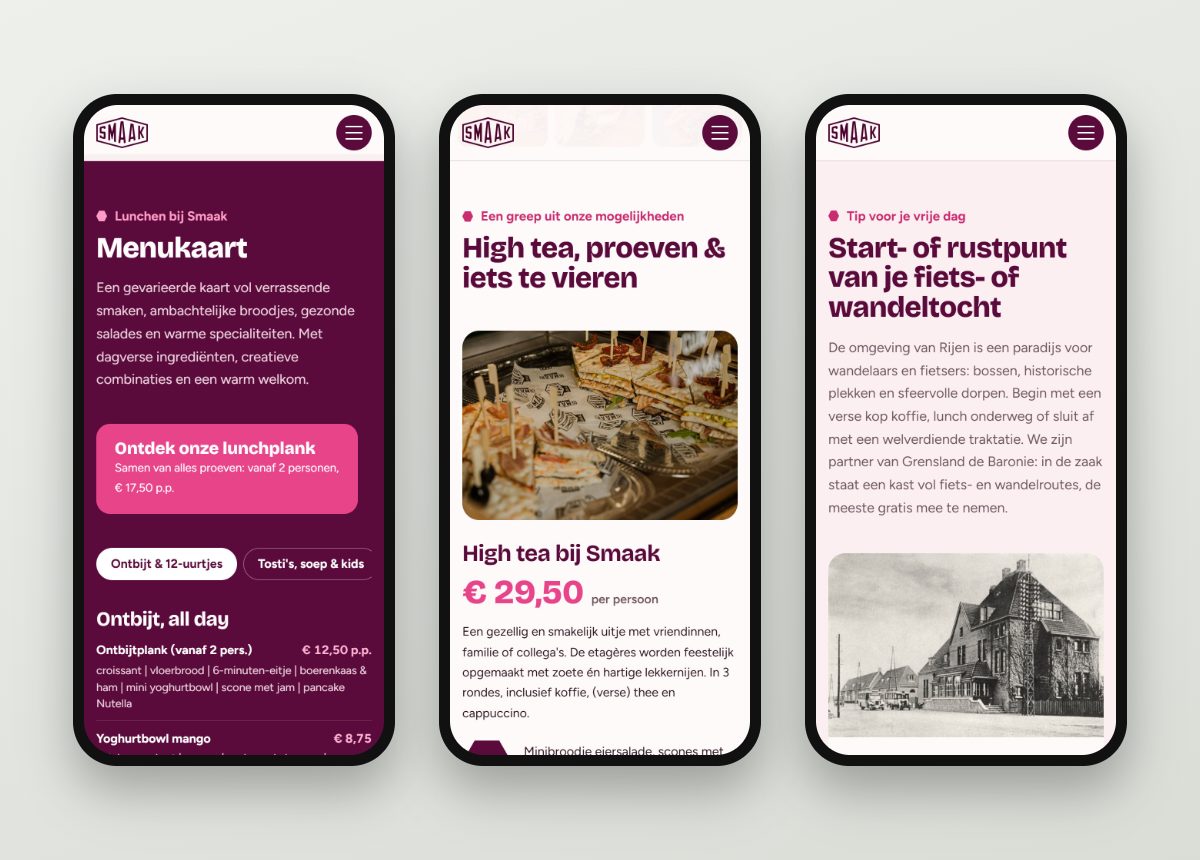 SMAAK
Lunchen bij Smaak
Menukaart
Een gevarieerde kaart vol verrassende
smaken, ambachtelijke broodjes, gezonde
salades en warme specialiteiten. Met
dagverse ingrediënten, creatieve
combinaties en een warm welkom.
Ontdek onze lunchplank
Samen van alles proeven: vanaf 2 personen,
€ 17,50 p.p.
Ontbijt & 12-uurtjes
Tosti's, soep & kids
Ontbijt, all day
Ontbijtplank (vanaf 2 pers.) € 12,50 p.p.
croissant | vloerbrood | 6-minuten-eitje | boerenkaas &
ham | mini yoghurtbowl | scone met jam | pancake
Nutella
Yoghurtbowl mango € 8,75
SMAAK
Een greep uit onze mogelijkheden
High tea, proeven &
iets te vieren
High tea bij Smaak
€ 29,50 per persoon
Een gezellig en smakelijk uitje met vriendinnen,
familie of collega's. De etagères worden feestelijk
opgemaakt met zoete én hartige lekkernijen. In 3
rondes, inclusief koffie, (verse) thee en
cappuccino.
Minibroodje eiersalade, scones met
SMAAK
Tip voor je vrije dag
Start- of rustpunt
van je fiets- of
wandeltocht
De omgeving van Rijen is een paradijs voor
wandelaars en fietsers: bossen, historische
plekken en sfeervolle dorpen. Begin met een
verse kop koffie, lunch onderweg of sluit af
met een welverdiende traktatie. We zijn
partner van Grensland de Baronie: in de zaak
staat een kast vol fiets- en wandelroutes, de
meeste gratis mee te nemen.